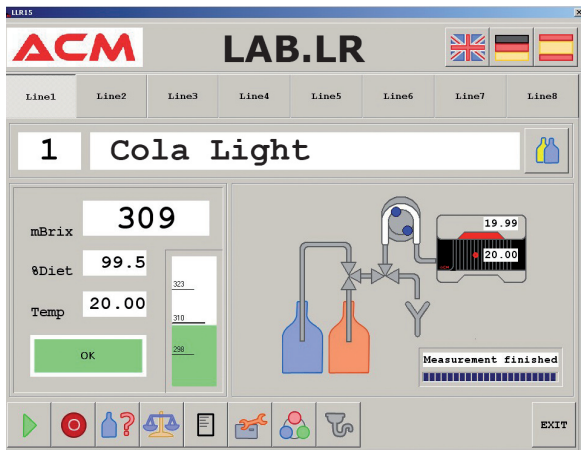 LLR15
ACM LAB.LR
Line1 Line2 Line3 Line4 Line5 Line6 Line7 Line8
1 Cola Light
mBrix 309
%Diet 99.5
Temp 20.00
OK
323
310
298
19.99
20.00
Measurement finished
EXIT